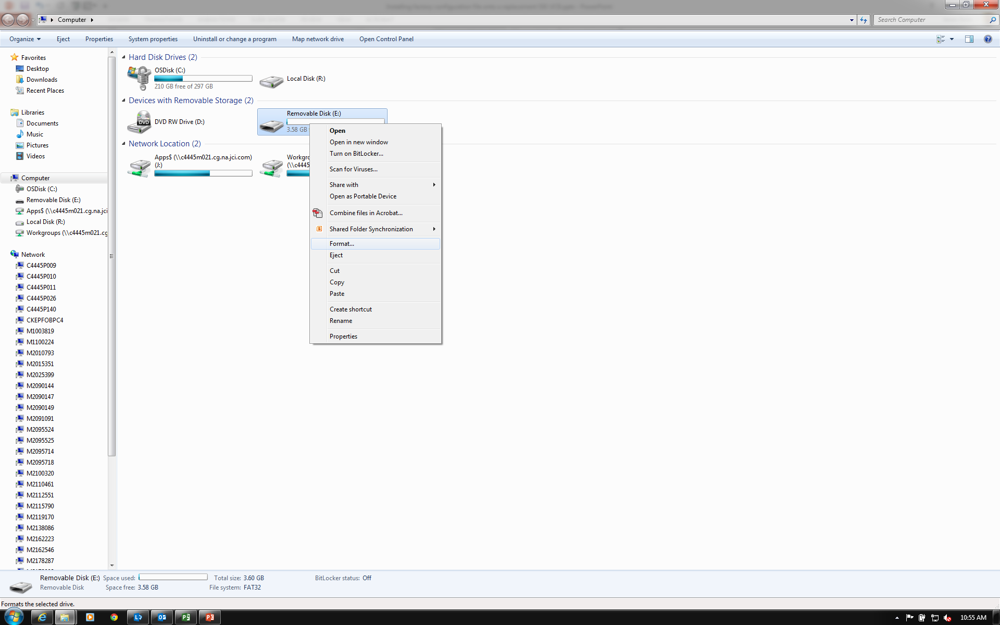 Computer
Search Computer
Organize
Eject
Properties
System properties
Uninstall or change a program
Map network drive
Open Control Panel
Favorites
Desktop
Downloads
Recent Places
Libraries
Documents
Music
Pictures
Videos
Computer
OSDisk (C:)
Removable Disk (E:)
Apps$ (\\c4445m021.cg.na.jci
Local Disk (R:)
Workgroups (\\c4445m021.cg
Network
C4445P009
C4445P010
C4445P011
C4445P026
C4445P140
CKEPFOBPC4
M1003819
M1100224
M2010793
M2015351
M2025399
M2090144
M2090147
M2090149
M2091091
M2095524
M2095525
M2095714
M2095718
M2100320
M2110461
M2112551
M2115790
M2119170
M2138086
M2162223
M2162546
M2178287
Hard Disk Drives (2)
OSDisk (C:)
210 GB free of 297 GB
Local Disk (R:)
Devices with Removable Storage (2)
DVD
DVD RW Drive (D:)
Removable Disk (E:)
3.58 GB
Network Location (2)
Apps$ (\\c4445m021.cg.na.jci.com)
(J:)
Workgro
(\\c4445
Open
Open in new window
Turn on BitLocker...
Scan for Viruses...
Share with
Open as Portable Device
Combine files in Acrobat...
Shared Folder Synchronization
Format...
Eject
Cut
Copy
Paste
Create shortcut
Rename
Properties
Removable Disk (E:) Space used: Total size: 3.60 GB BitLocker status: Off
Removable Disk Space free: 3.58 GB File system: FAT32
Formats the selected drive.
10:55 AM